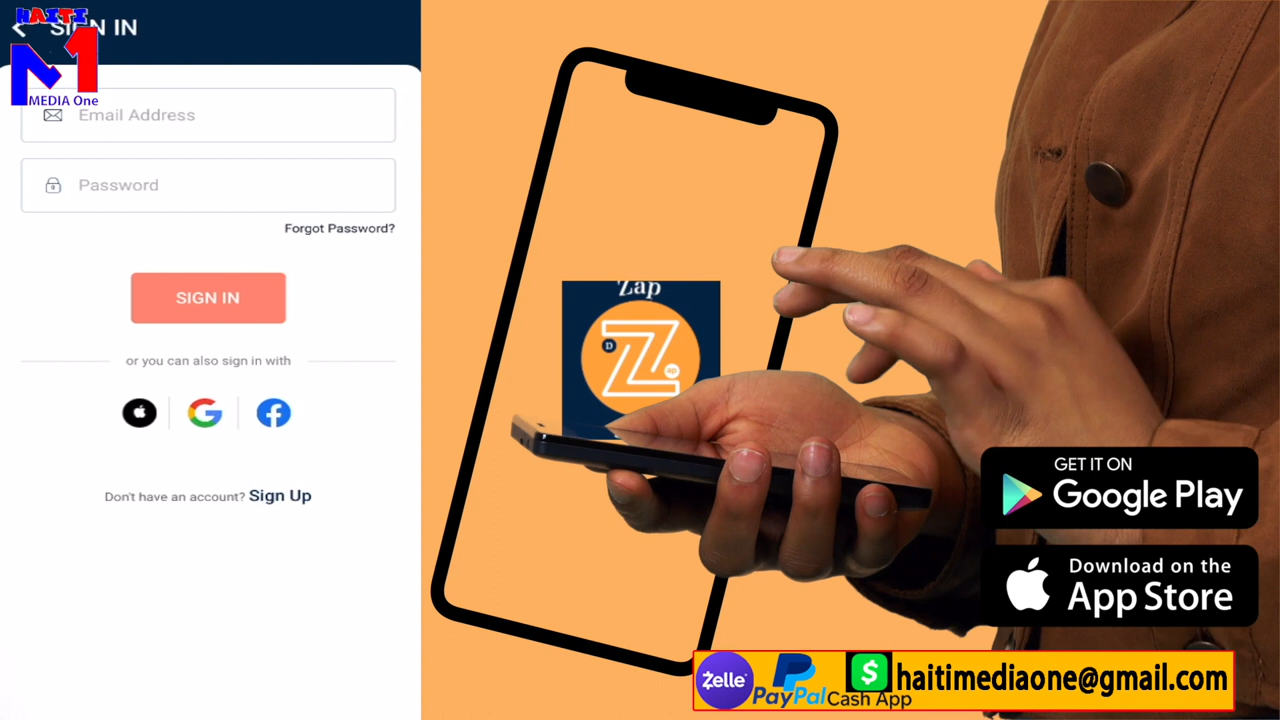 HAITI
M1
MEDIA One
SIGN IN
Email Address
Password
Forgot Password?
SIGN IN
or you can also sign in with
Don't have an account? Sign Up
Zap
D
Z
zap
GET IT ON
Google Play
Download on the
App Store
Zelle
PayPal
$
Cash App
haitimediaone@gmail.com